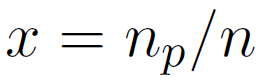 x = n_p/n